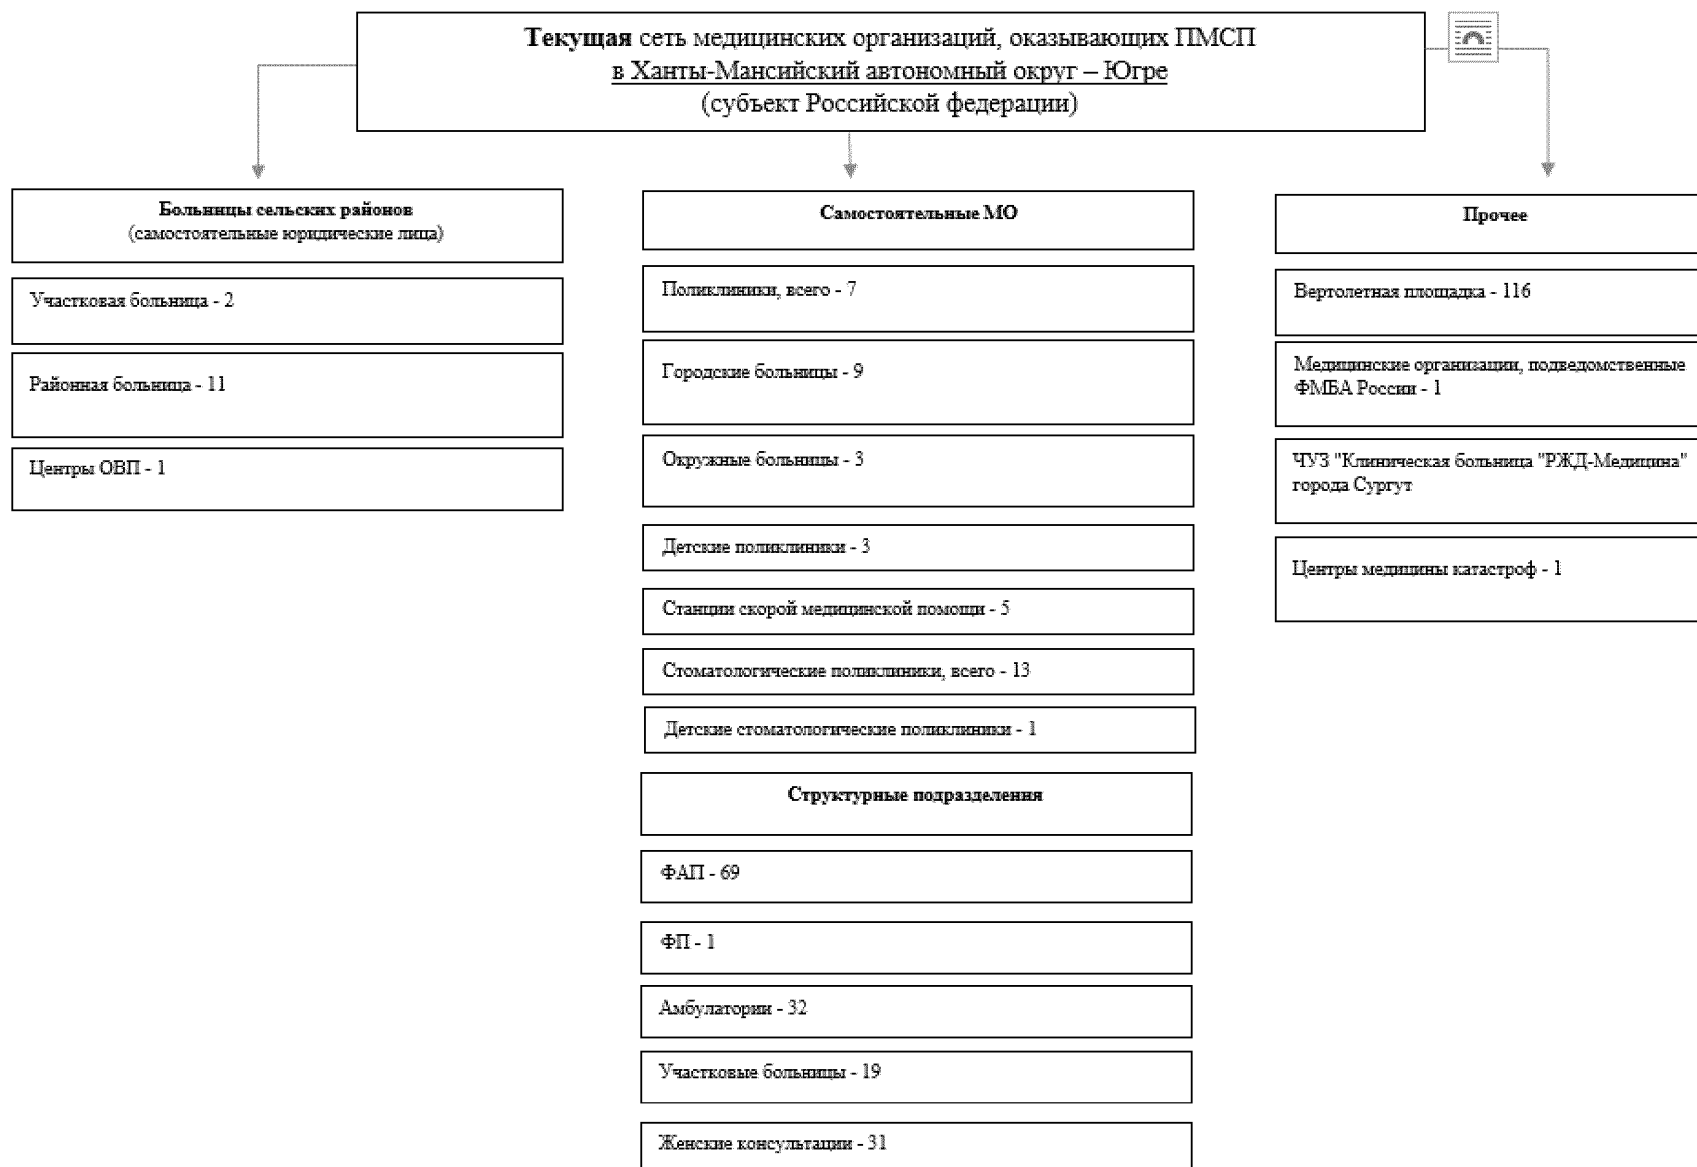 Текущая сеть медицинских организаций, оказывающих ПМСП
в Ханты-Мансийский автономный округ – Югре
(субъект Российской федерации)
Больницы сельских районов
(самостоятельные юридические лица)
Участковая больница - 2
Районная больница - 11
Центры ОВП - 1
Самостоятельные МО
Поликлиники, всего - 7
Городские больницы - 9
Окружные больницы - 3
Детские поликлиники - 3
Станции скорой медицинской помощи - 5
Стоматологические поликлиники, всего - 13
Детские стоматологические поликлиники - 1
Структурные подразделения
ФАП - 69
ФП - 1
Амбулатории - 32
Участковые больницы - 19
Женские консультации - 31
Прочее
Вертолетная площадка - 116
Медицинские организации, подведомственные
ФМБА России - 1
ЧУЗ "Клиническая больница "РЖД-Медицина"
города Сургут
Центры медицины катастроф - 1